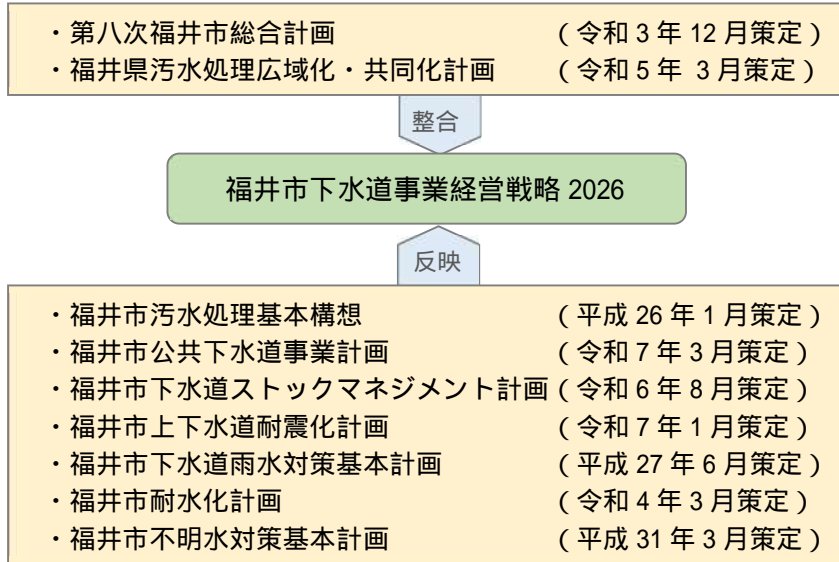 ・第八次福井市総合計画 （令和3年12月策定）
・福井県汚水処理広域化・共同化計画 （令和5年 3月策定）
整合
福井市下水道事業経営戦略 2026
反映
・福井市汚水処理基本構想 （平成26年1月策定）
・福井市公共下水道事業計画 （令和7年3月策定）
・福井市下水道ストックマネジメント計画（令和6年8月策定）
・福井市上下水道耐震化計画 （令和7年1月策定）
・福井市下水道雨水対策基本計画 （平成27年6月策定）
・福井市耐水化計画 （令和4年3月策定）
・福井市不明水対策基本計画 （平成31年3月策定）